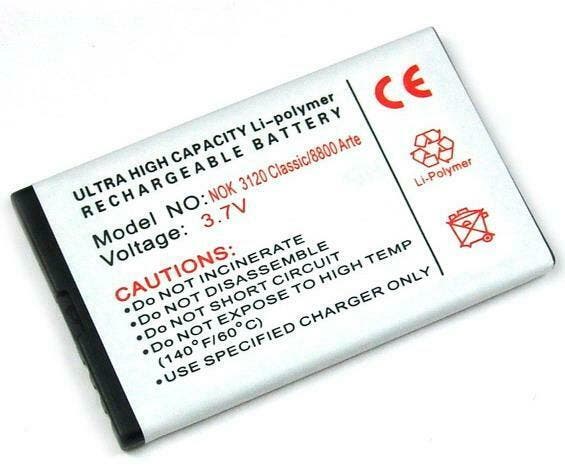 ULTRA HIGH CAPACITY Li-polymer
RECHARGEABLE BATTERY
Model NO: NOK 3120 Classic/8800 Arte
Voltage: 3.7V
CAUTIONS:
•Do NOT INCINERATE
•Do NOT DISASSEMBLE
•Do NOT SHORT CIRCUIT
•Do NOT EXPOSE TO HIGH TEMP
(140°F/60°C)
•USE SPECIFIED CHARGER ONLY
CE
Li-Polymer